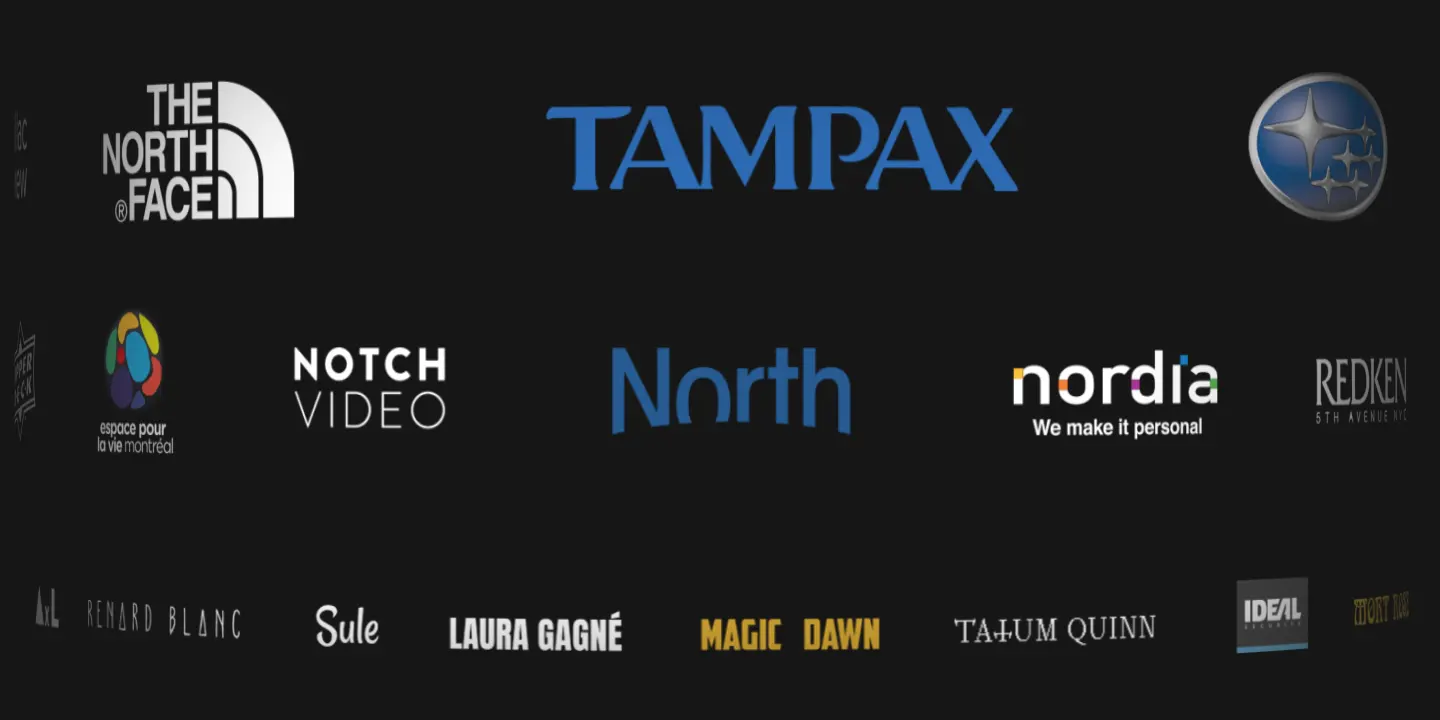 THE
NORTH
® FACE
TAMPAX
espace pour
la vie montréal
NOTCH
VIDEO
North
nordia
We make it personal
REDKEN
5TH AVENUE NYC
AxL
RENARD BLANC
Sule
LAURA GAGNÉ
MAGIC DAWN
TATUM QUINN
IDEAL